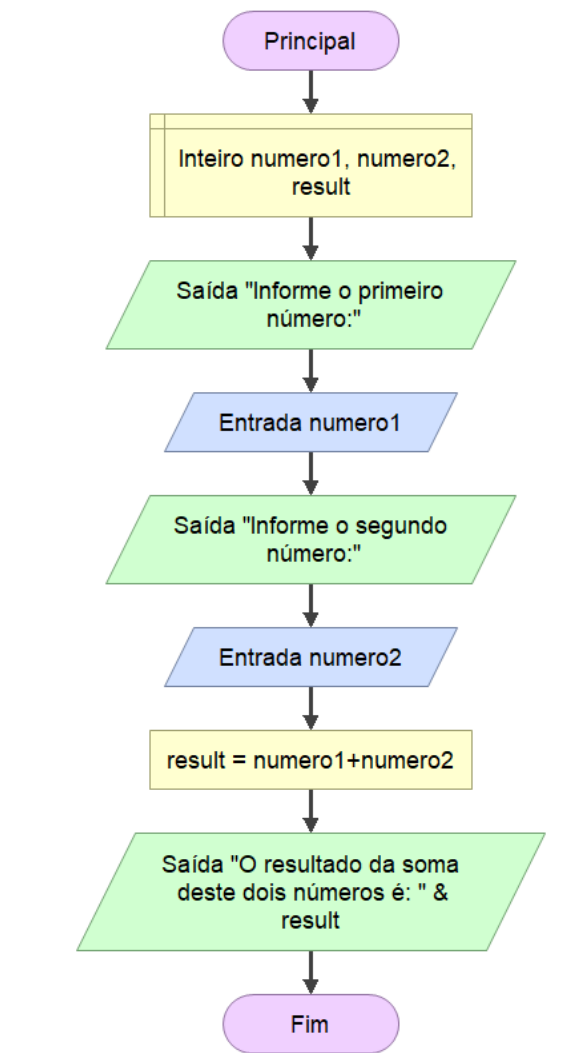 Principal
Inteiro numero1, numero2,
result
Saída "Informe o primeiro
número:"
Entrada numero1
Saída "Informe o segundo
número:"
Entrada numero2
result = numero1+numero2
Saída "O resultado da soma
deste dois números é: " &
result
Fim